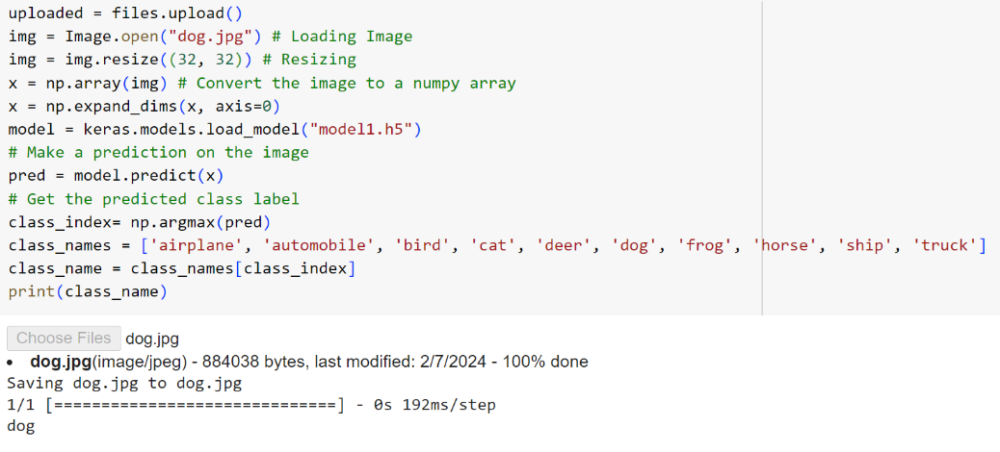 uploaded = files.upload()
img = Image.open("dog.jpg") # Loading Image
img = img.resize((32, 32)) # Resizing
x = np.array(img) # Convert the image to a numpy array
x = np.expand_dims(x, axis=0)
model = keras.models.load_model("model1.h5")
# Make a prediction on the image
pred = model.predict(x)
# Get the predicted class label
class_index= np.argmax(pred)
class_names = ['airplane', 'automobile', 'bird', 'cat', 'deer', 'dog', 'frog', 'horse', 'ship', 'truck']
class_name = class_names[class_index]
print(class_name)
Choose Files dog.jpg
• dog.jpg(image/jpeg) - 884038 bytes, last modified: 2/7/2024 - 100% done
Saving dog.jpg to dog.jpg
1/1 [==============================] - 0s 192ms/step
dog